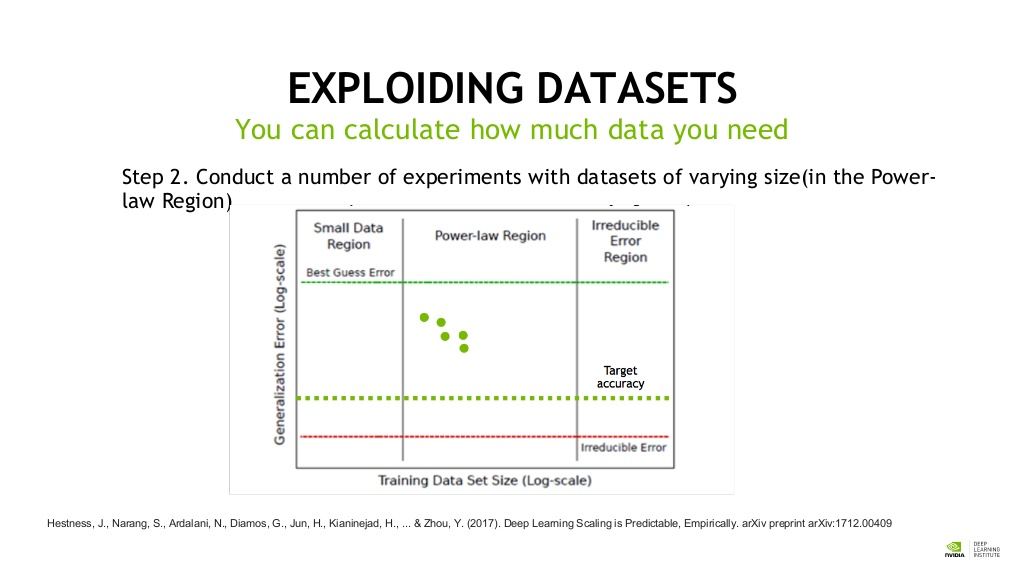 EXPLOIDING DATASETS
You can calculate how much data you need
Step 2. Conduct a number of experiments with datasets of varying size(in the Power-
law Region)
Small Data
Region
Power-law Region
Irreducible
Error
Region
Best Guess Error
Generalization Error (Log-scale)
Target
accuracy
Irreducible Error
Training Data Set Size (Log-scale)
Hestness, J., Narang, S., Ardalani, N., Diamos, G., Jun, H., Kianinejad, H., ... & Zhou, Y. (2017). Deep Learning Scaling is Predictable, Empirically. arXiv preprint arXiv:1712.00409
NVIDIA
DEEP
LEARNING
INSTITUTE